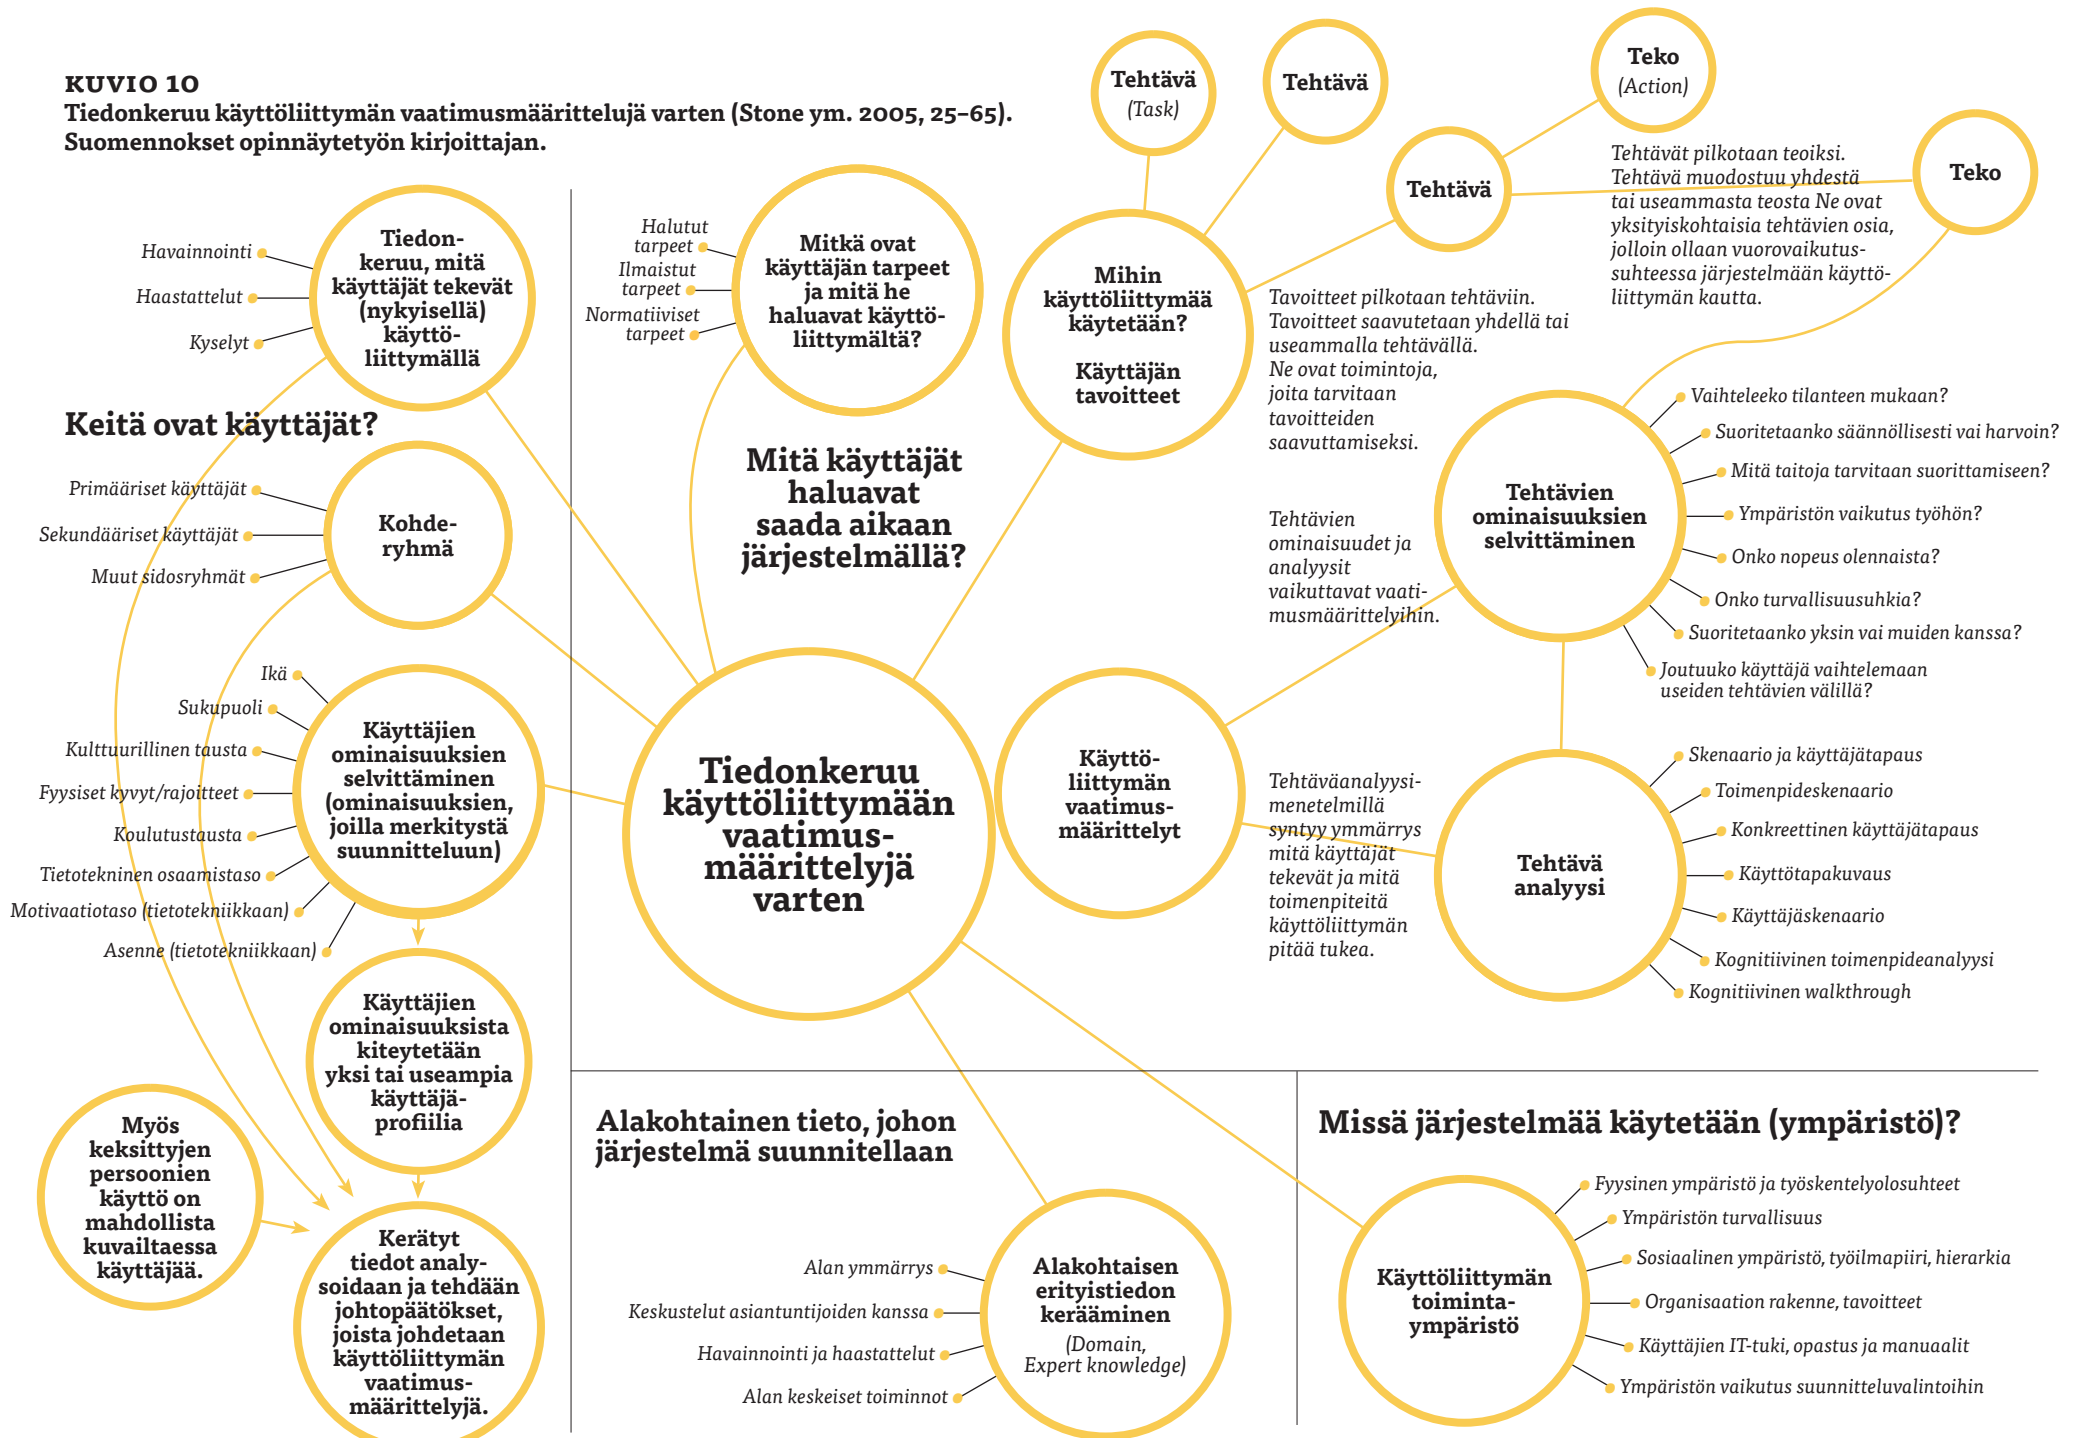 KUVIO 10
Tiedonkeruu käyttöliittymän vaatimusmäärittelujä varten (Stone ym. 2005, 25–65).
Suomennokset opinnäytetyön kirjoittajan.
Tiedon-
keruu, mitä
käyttäjät tekevät
(nykyisellä)
käyttö-
liittymällä
Havainnointi
Haastattelut
Kyselyt
Keitä ovat käyttäjät?
Kohde-
ryhmä
Primääriset käyttäjät
Sekundääriset käyttäjät
Muut sidosryhmät
Käyttäjien
ominaisuuksien
selvittäminen
(ominaisuuksien,
joilla merkitystä
suunnitteluun)
Ikä
Sukupuoli
Kulttuurillinen tausta
Fyysiset kyvyt/rajoitteet
Koulutustausta
Tietotekninen osaamistaso
Motivaatiotaso (tietotekniikkaan)
Asenne (tietotekniikkaan)
Käyttäjien
ominaisuuksista
kiteytetään
yksi tai useampia
käyttäjä-
profiilia
Myös
keksittyjen
persoonien
käyttö on
mahdollista
kuvailtaessa
käyttäjää.
Kerätyt
tiedot analy-
soidaan ja tehdään
johtopäätökset,
joista johdetaan
käyttöliittymän
vaatimus-
määrittelyjä.
Halutut
tarpeet
Ilmaistut
tarpeet
Normatiiviset
tarpeet
Mitkä ovat
käyttäjän tarpeet
ja mitä he
haluavat käyttö-
liittymältä?
Mitä käyttäjät
haluavat
saada aikaan
järjestelmällä?
Mihin
käyttöliittymää
käytetään?
Käyttäjän
tavoitteet
Tehtävä
(Task)
Tehtävä
Tehtävä
Teko
(Action)
Teko
Tehtävät pilkotaan teoiksi.
Tehtävä muodostuu yhdestä
tai useammasta teosta Ne ovat
yksityiskohtaisia tehtävien osia,
jolloin ollaan vuorovaikutus-
suhteessa järjestelmään käyttö-
liittymän kautta.
Tavoitteet pilkotaan tehtäviin.
Tavoitteet saavutetaan yhdellä tai
useammalla tehtävällä.
Ne ovat toimintoja,
joita tarvitaan
tavoitteiden
saavuttamiseksi.
Tehtävien
ominaisuudet ja
analyysit
vaikuttavat vaati-
musmäärittelyihin.
Tehtävien
ominaisuuksien
selvittäminen
Vaihteleeko tilanteen mukaan?
Suoritetaanko säännöllisesti vai harvoin?
Mitä taitoja tarvitaan suorittamiseen?
Ympäristön vaikutus työhön?
Onko nopeus olennaista?
Onko turvallisuusuhkia?
Suoritetaanko yksin vai muiden kanssa?
Joutuuko käyttäjä vaihtelemaan
useiden tehtävien välillä?
Tiedonkeruu
käyttöliittymään
vaatimus-
määrittelyjä
varten
Käyttö-
liittymän
vaatimus-
määrittelyt
Tehtäväanalyysi-
menetelmillä
syntyy ymmärrys
mitä käyttäjät
tekevät ja mitä
toimenpiteitä
käyttöliittymän
pitää tukea.
Tehtävä
analyysi
Skenaario ja käyttäjätapaus
Toimenpideskenaario
Konkreettinen käyttäjätapaus
Käyttötapakuvaus
Käyttäjäskenaario
Kognitiivinen toimenpideanalyysi
Kognitiivinen walkthrough
Alakohtainen tieto, johon
järjestelmä suunnitellaan
Alan ymmärrys
Keskustelut asiantuntijoiden kanssa
Havainnointi ja haastattelut
Alan keskeiset toiminnot
Alakohtaisen
erityistiedon
kerääminen
(Domain,
Expert knowledge)
Missä järjestelmää käytetään (ympäristö)?
Käyttöliittymän
toiminta-
ympäristö
Fyysinen ympäristö ja työskentelyolosuhteet
Ympäristön turvallisuus
Sosiaalinen ympäristö, työilmapiiri, hierarkia
Organisaation rakenne, tavoitteet
Käyttäjien IT-tuki, opastus ja manuaalit
Ympäristön vaikutus suunnitteluvalintoihin